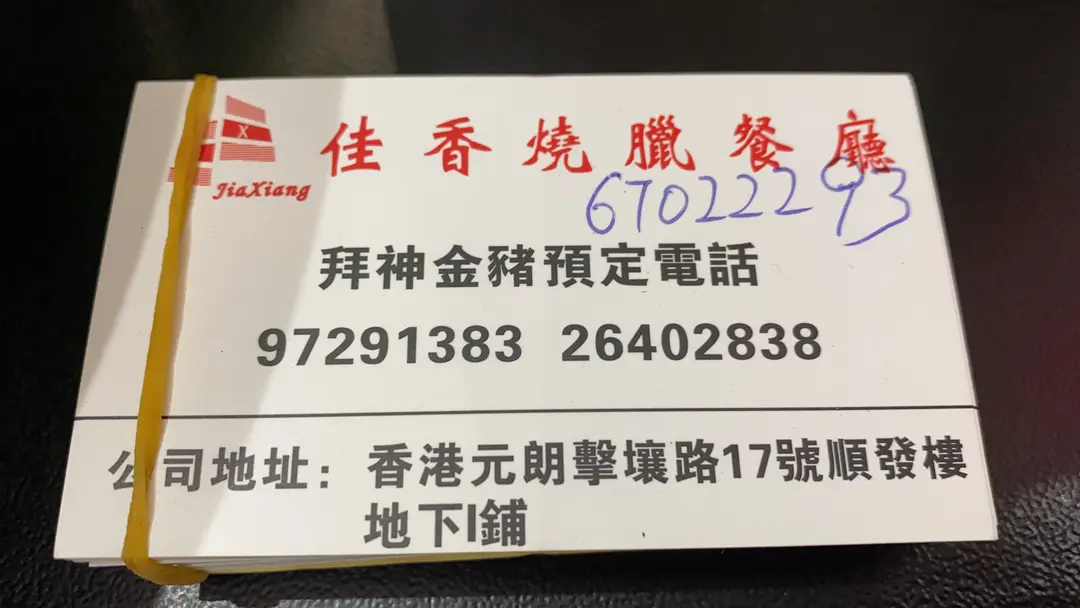 X
JiaXiang
佳香燒臘餐廳
67022293
拜神金豬預定電話
97291383 26402838
公司地址：香港元朗擊壤路17號順發樓
地下I鋪